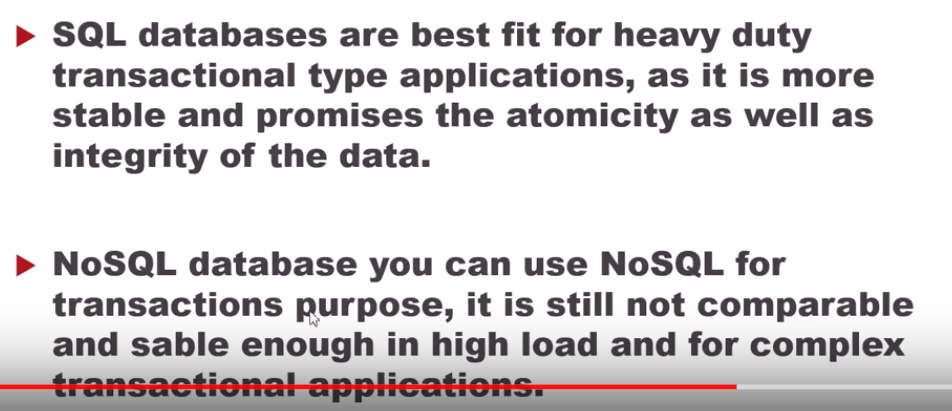 SQL databases are best fit for heavy duty
transactional type applications, as it is more
stable and promises the atomicity as well as
integrity of the data.
NoSQL database you can use NoSQL for
transactions purpose, it is still not comparable
and sable enough in high load and for complex
transactional applications.